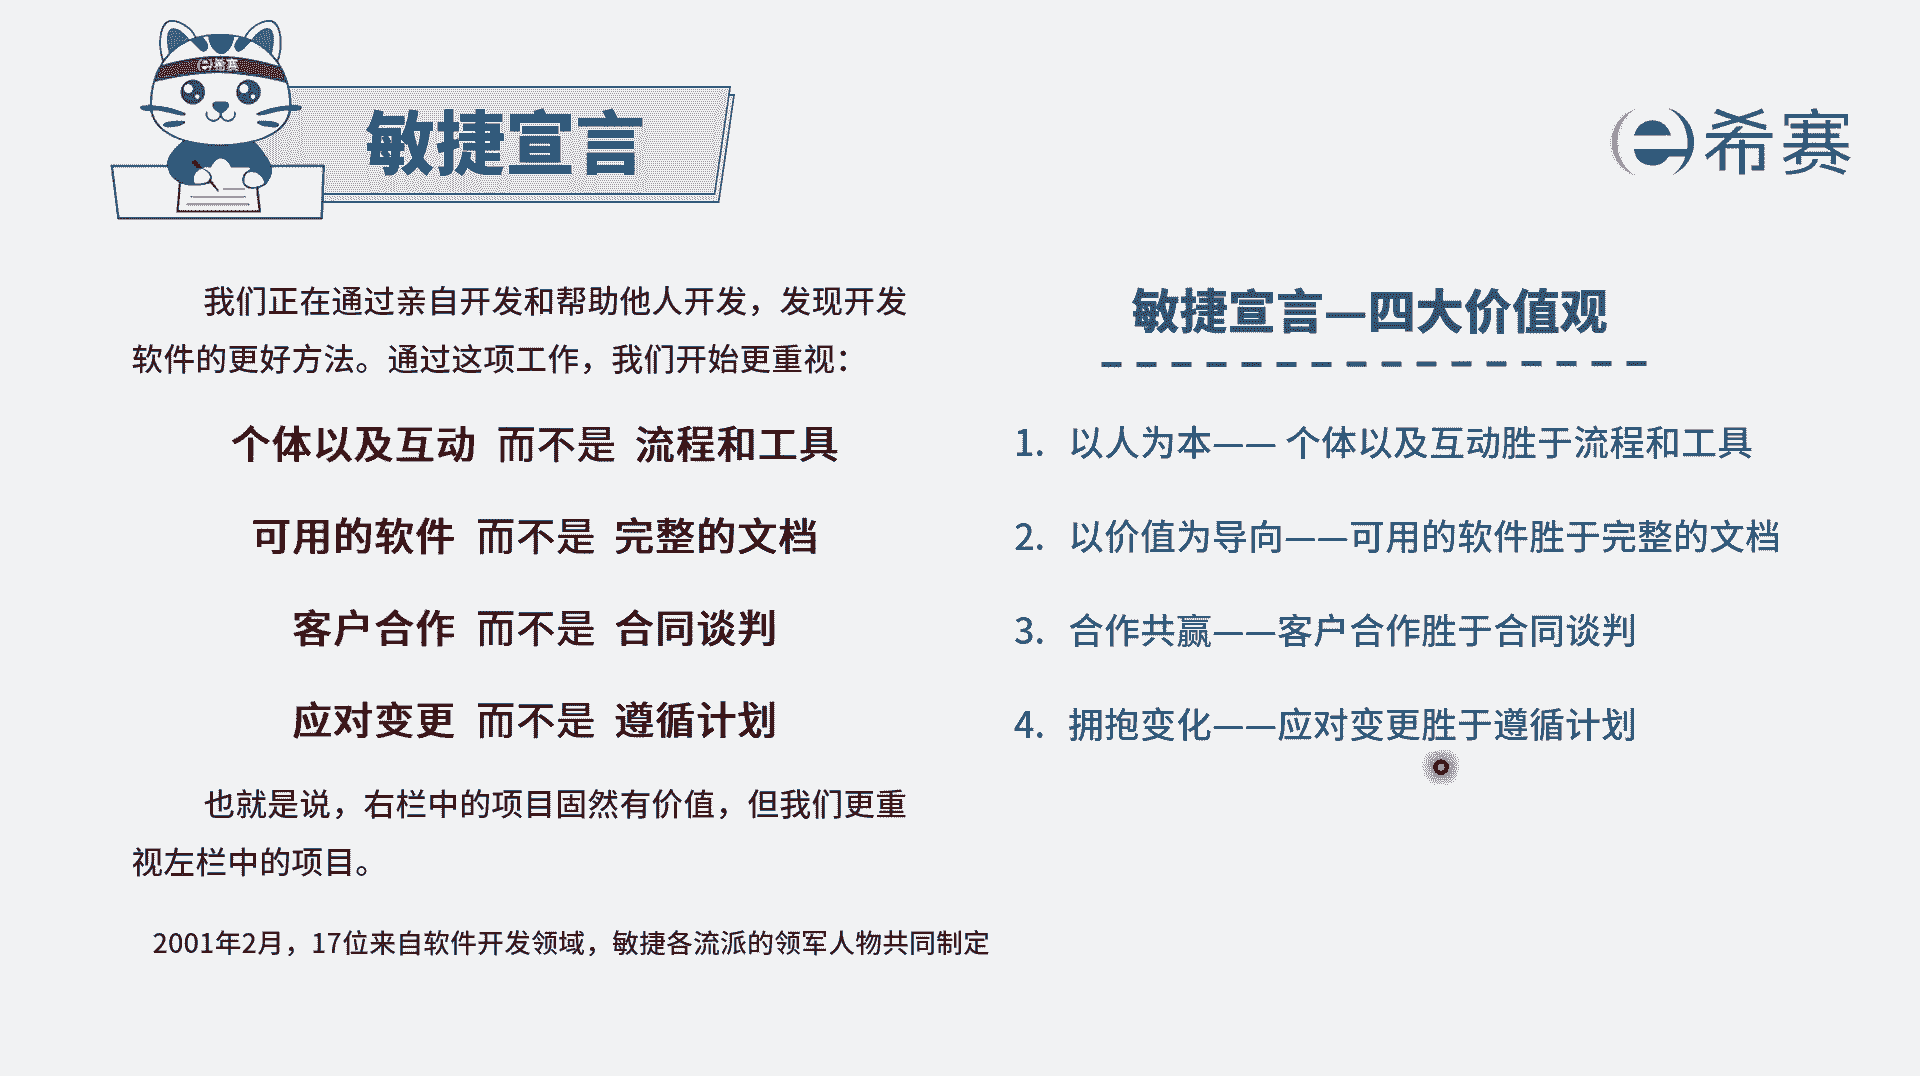 e希赛
敏捷宣言
e希赛
我们正在通过亲自开发和帮助他人开发，发现开发
软件的更好方法。通过这项工作，我们开始更重视：
个体以及互动 而不是 流程和工具
可用的软件 而不是 完整的文档
客户合作 而不是 合同谈判
应对变更 而不是 遵循计划
也就是说，右栏中的项目固然有价值，但我们更重
视左栏中的项目。
2001年2月，17位来自软件开发领域，敏捷各流派的领军人物共同制定
敏捷宣言—四大价值观
1. 以人为本—— 个体以及互动胜于流程和工具
2. 以价值为导向——可用的软件胜于完整的文档
3. 合作共赢——客户合作胜于合同谈判
4. 拥抱变化——应对变更胜于遵循计划